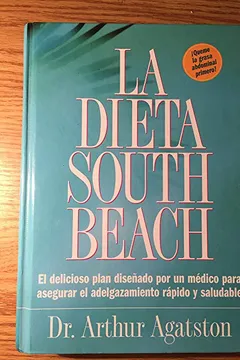 ¡Queme
la grasa
abdominal
primero!
LA
DIETA
SOUTH
BEACH
El delicioso plan diseñado por un médico para
asegurar el adelgazamiento rápido y saludable
Dr. Arthur Agatston